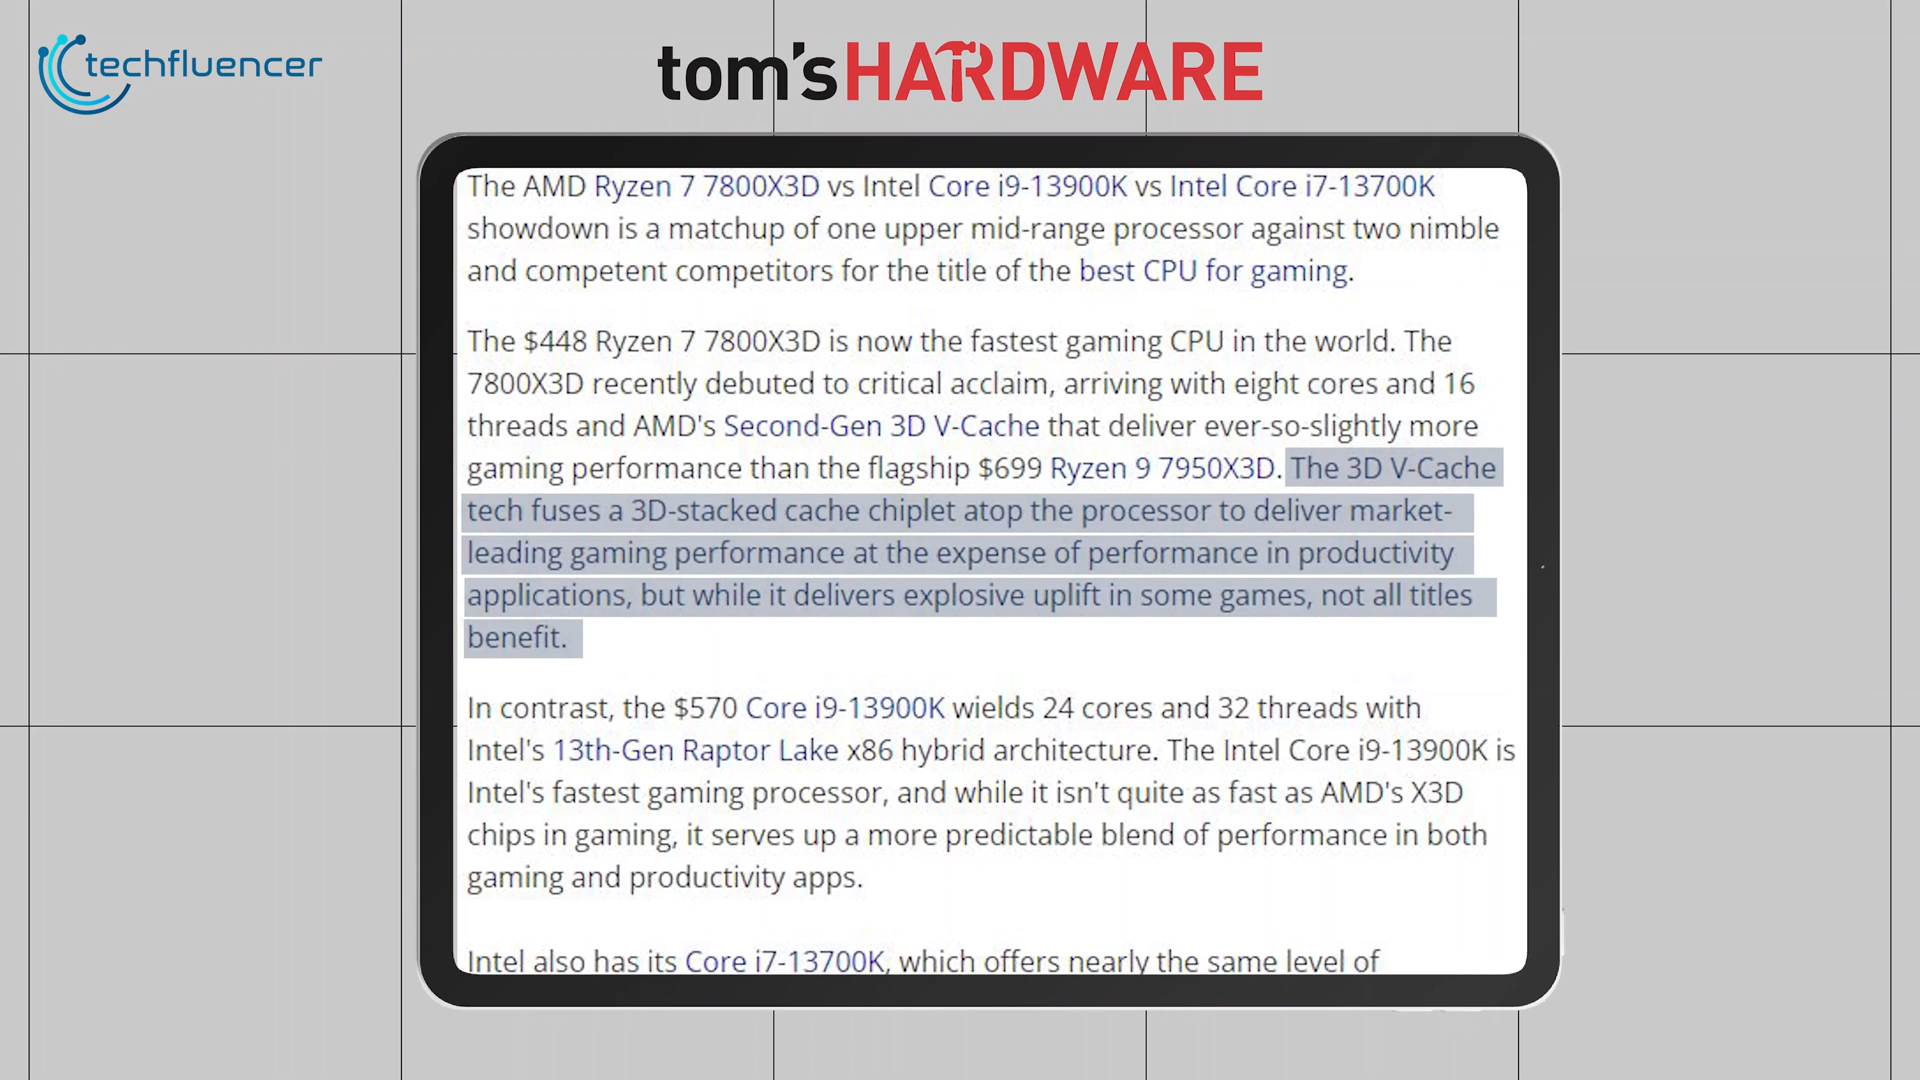 techfluencer
tom's HARDWARE
The AMD Ryzen 7 7800X3D vs Intel Core i9-13900K vs Intel Core i7-13700K
showdown is a matchup of one upper mid-range processor against two nimble
and competent competitors for the title of the best CPU for gaming.
The $448 Ryzen 7 7800X3D is now the fastest gaming CPU in the world. The
7800X3D recently debuted to critical acclaim, arriving with eight cores and 16
threads and AMD's Second-Gen 3D V-Cache that deliver ever-so-slightly more
gaming performance than the flagship $699 Ryzen 9 7950X3D. The 3D V-Cache
tech fuses a 3D-stacked cache chiplet atop the processor to deliver market-
leading gaming performance at the expense of performance in productivity
applications, but while it delivers explosive uplift in some games, not all titles
benefit.
In contrast, the $570 Core i9-13900K wields 24 cores and 32 threads with
Intel's 13th-Gen Raptor Lake x86 hybrid architecture. The Intel Core i9-13900K is
Intel's fastest gaming processor, and while it isn't quite as fast as AMD's X3D
chips in gaming, it serves up a more predictable blend of performance in both
gaming and productivity apps.
Intel also has its Core i7-13700K, which offers nearly the same level of